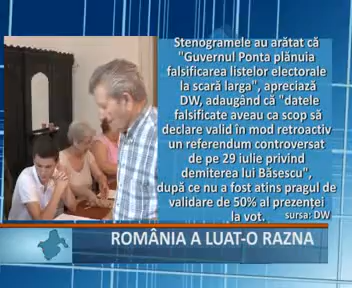 Stenogramele au arătat că
"Guvernul Ponta plănuia
falsificarea listelor electorale
la scară largă", apreciază
DW, adaugând că "datele
falsificate aveau ca scop să
declare valid în mod retroactiv
un referendum controversat
de pe 29 iulie privind
demiterea lui Băsescu",
după ce nu a fost atins pragul de
validare de 50% al prezenței
la vot. sursa: DW
ROMÂNIA A LUAT-O RAZNA